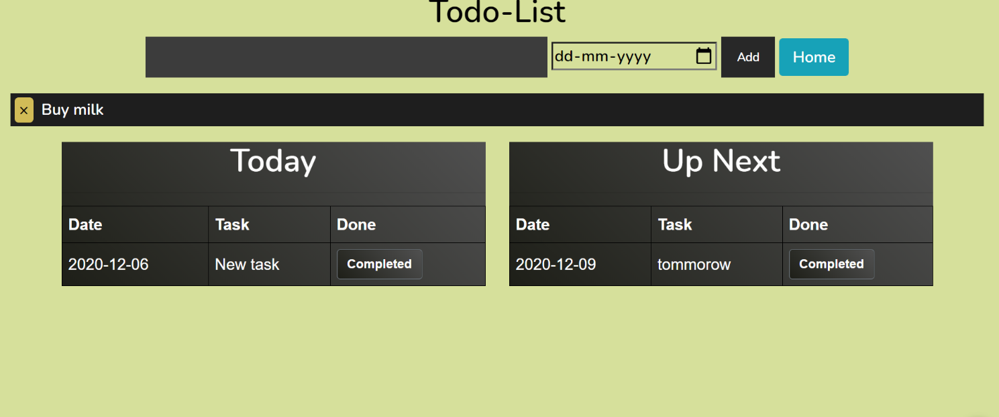 Todo-List
dd-mm-yyyy Add Home
× Buy milk
Today
Date Task Done
2020-12-06 New task Completed
Up Next
Date Task Done
2020-12-09 tommorow Completed